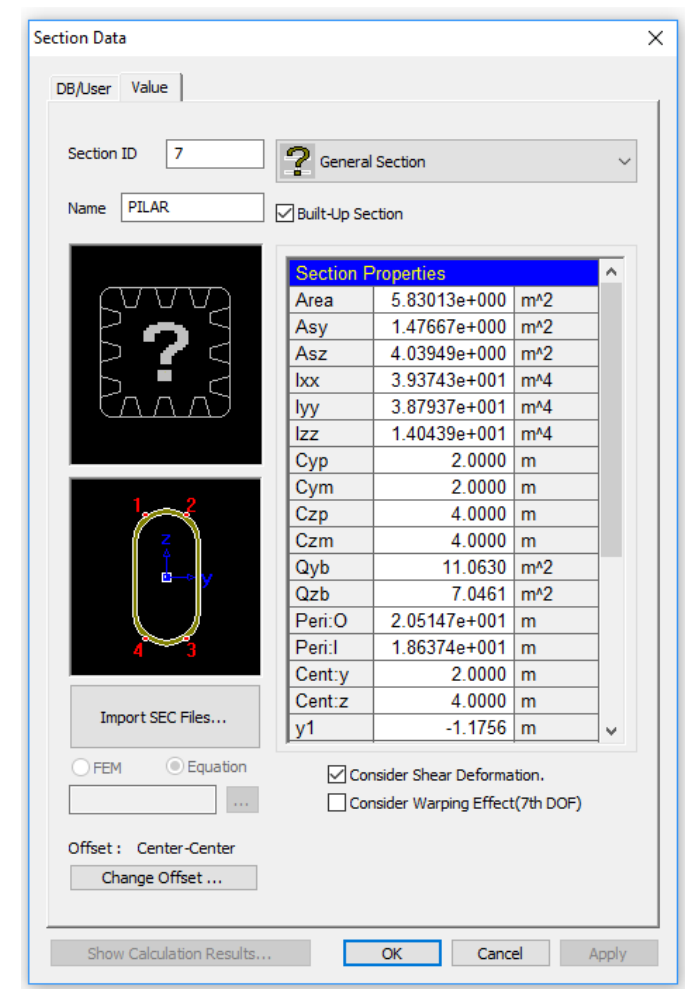 Section Data
DB/User Value
Section ID 7 General Section
Name PILAR Built-Up Section
Section Properties
Area 5.83013e+000 m^2
Asy 1.47667e+000 m^2
Asz 4.03949e+000 m^2
Ixx 3.93743e+001 m^4
Iyy 3.87937e+001 m^4
Izz 1.40439e+001 m^4
Cyp 2.0000 m
Cym 2.0000 m
Czp 4.0000 m
Czm 4.0000 m
Qyb 11.0630 m^2
Qzb 7.0461 m^2
Peri:O 2.05147e+001 m
Peri:I 1.86374e+001 m
Cent:y 2.0000 m
Cent:z 4.0000 m
y1 -1.1756 m
?
1 2
z
y
4 3
Import SEC Files...
FEM Equation
...
Consider Shear Deformation.
Consider Warping Effect(7th DOF)
Offset : Center-Center
Change Offset ...
Show Calculation Results... OK Cancel Apply